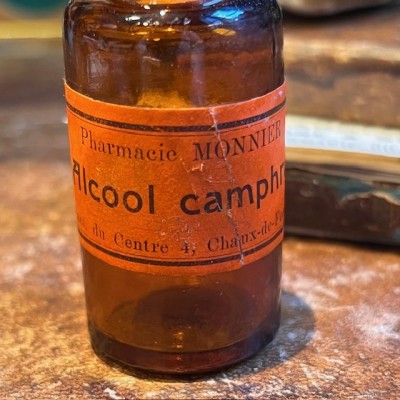 Pharmacie MONNIER
Alcool camphr
du Centre 4, Chaux-de-F